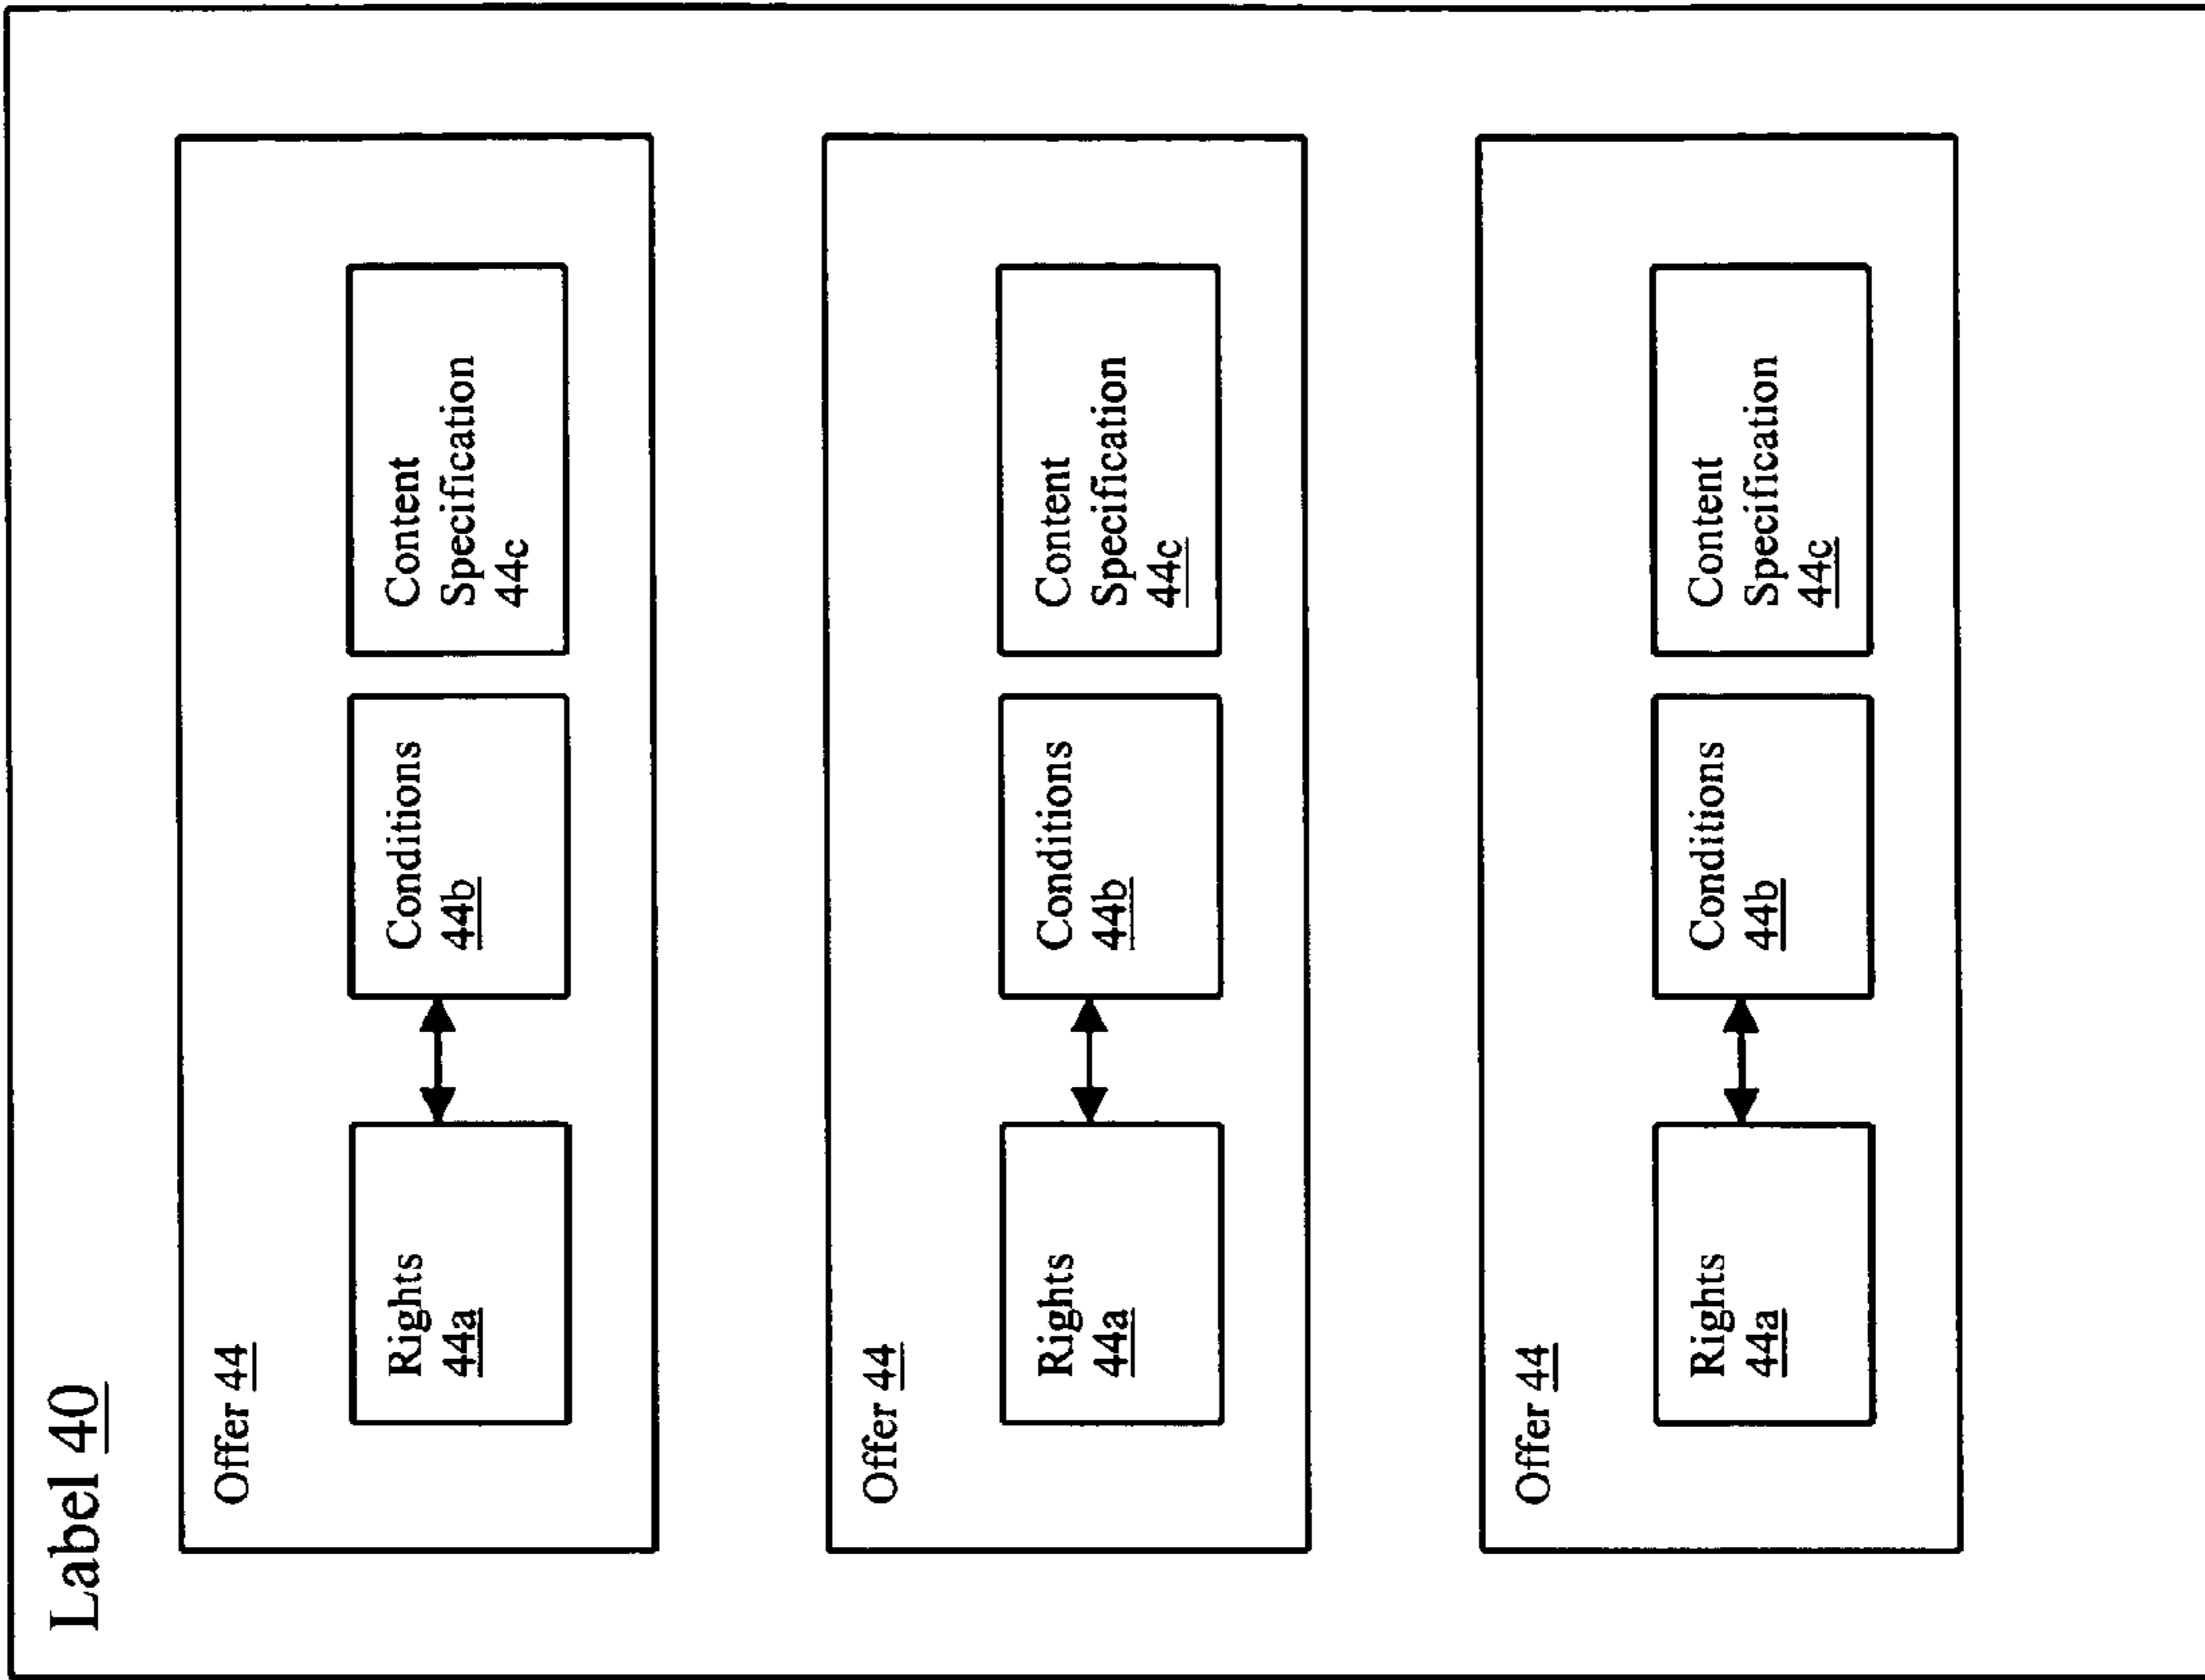 Label 40
Offer 44
Rights
44a
Conditions
44b
Content
Specification
44c
Offer 44
Rights
44a
Conditions
44b
Content
Specification
44c
Offer 44
Rights
44a
Conditions
44b
Content
Specification
44c